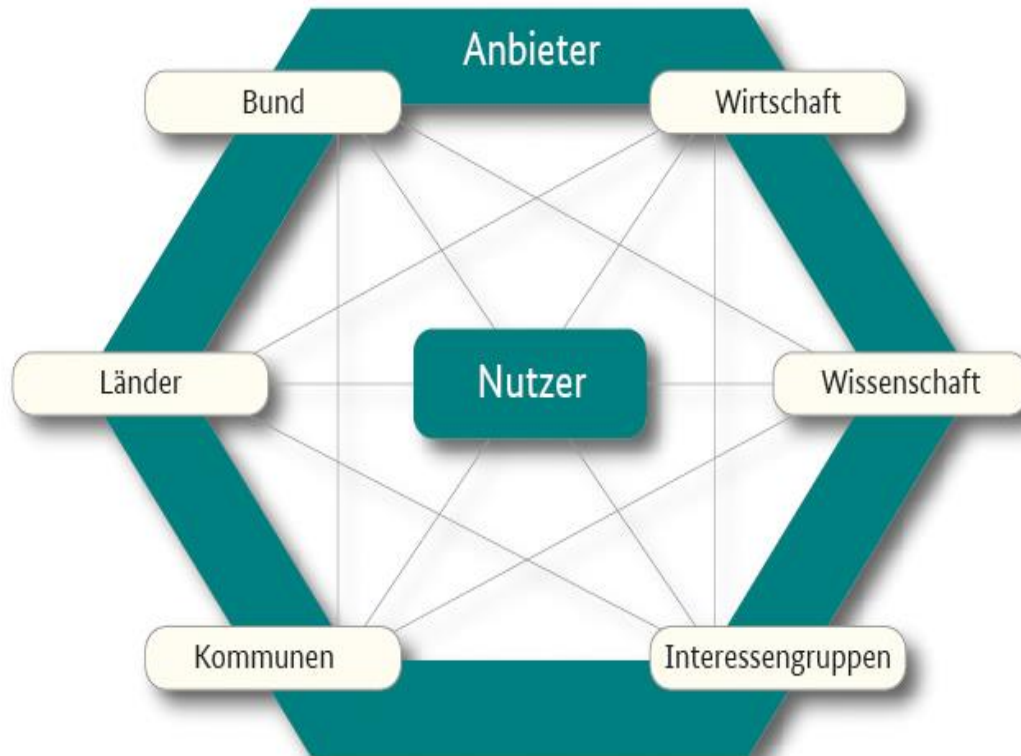 Anbieter
Bund
Wirtschaft
Länder
Nutzer
Wissenschaft
Kommunen
Interessengruppen